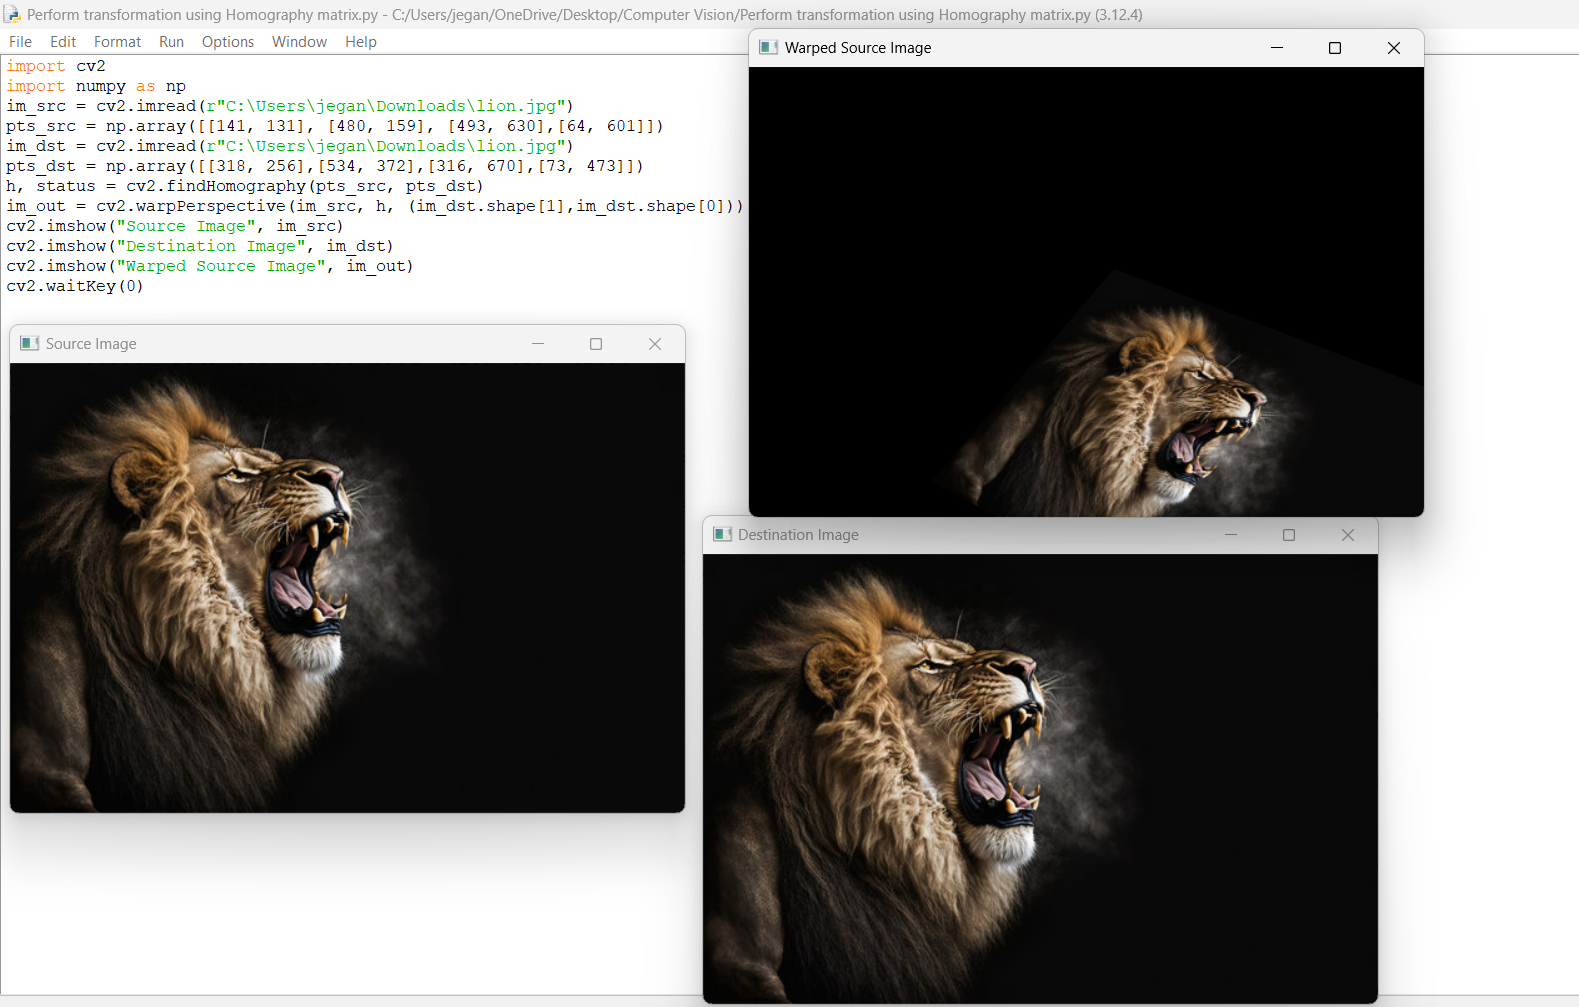 Perform transformation using Homography matrix.py - C:/Users/jegan/OneDrive/Desktop/Computer Vision/Perform transformation using Homography matrix.py (3.12.4)
File Edit Format Run Options Window Help
import cv2
import numpy as np
im_src = cv2.imread(r"C:\Users\jegan\Downloads\lion.jpg")
pts_src = np.array([[141, 131], [480, 159], [493, 630],[64, 601]])
im_dst = cv2.imread(r"C:\Users\jegan\Downloads\lion.jpg")
pts_dst = np.array([[318, 256],[534, 372],[316, 670],[73, 473]])
h, status = cv2.findHomography(pts_src, pts_dst)
im_out = cv2.warpPerspective(im_src, h, (im_dst.shape[1],im_dst.shape[0]))
cv2.imshow("Source Image", im_src)
cv2.imshow("Destination Image", im_dst)
cv2.imshow("Warped Source Image", im_out)
cv2.waitKey(0)
Warped Source Image
Source Image
Destination Image